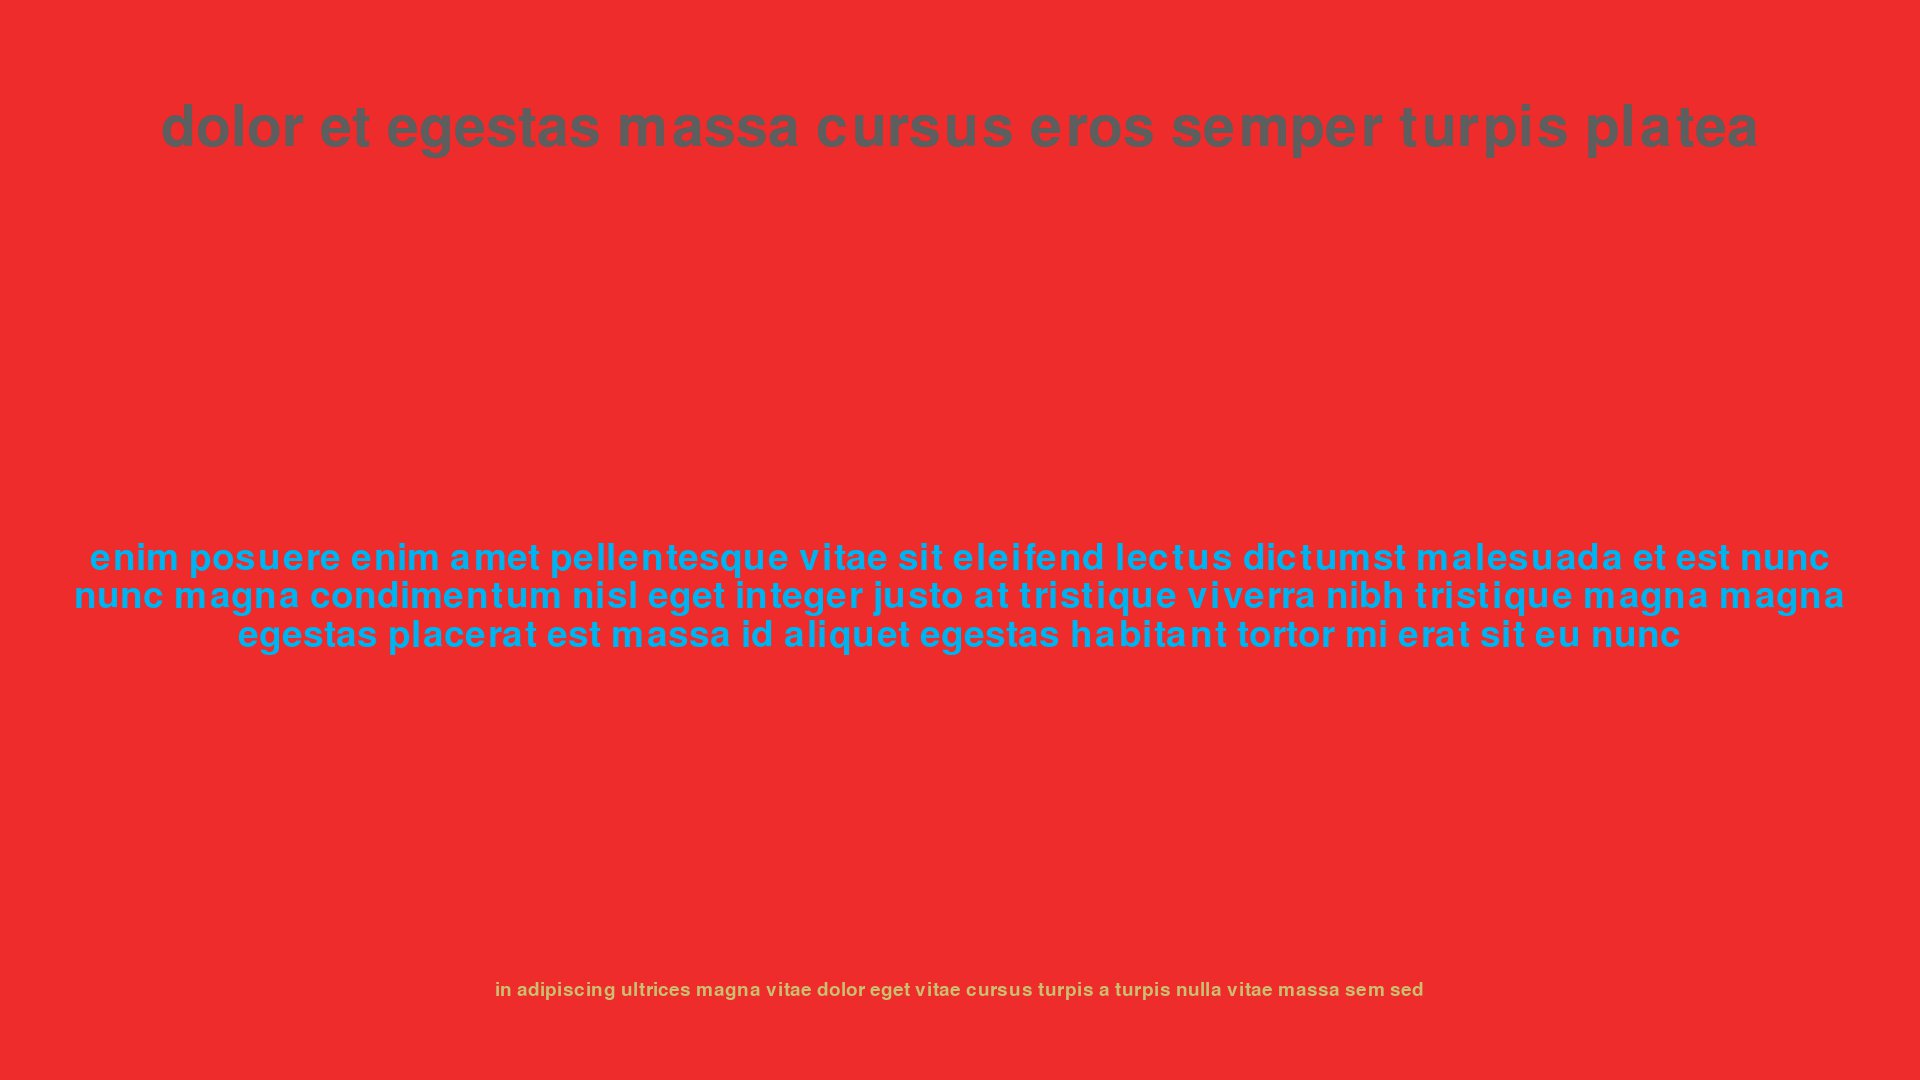 dolor et egestas massa cursus eros semper turpis platea
enim posuere enim amet pellentesque vitae sit eleifend lectus dictumst malesuada et est nunc
nunc magna condimentum nisl eget integer justo at tristique viverra nibh tristique magna magna
egestas placerat est massa id aliquet egestas habitant tortor mi erat sit eu nunc
in adipiscing ultrices magna vitae dolor eget vitae cursus turpis a turpis nulla vitae massa sem sed